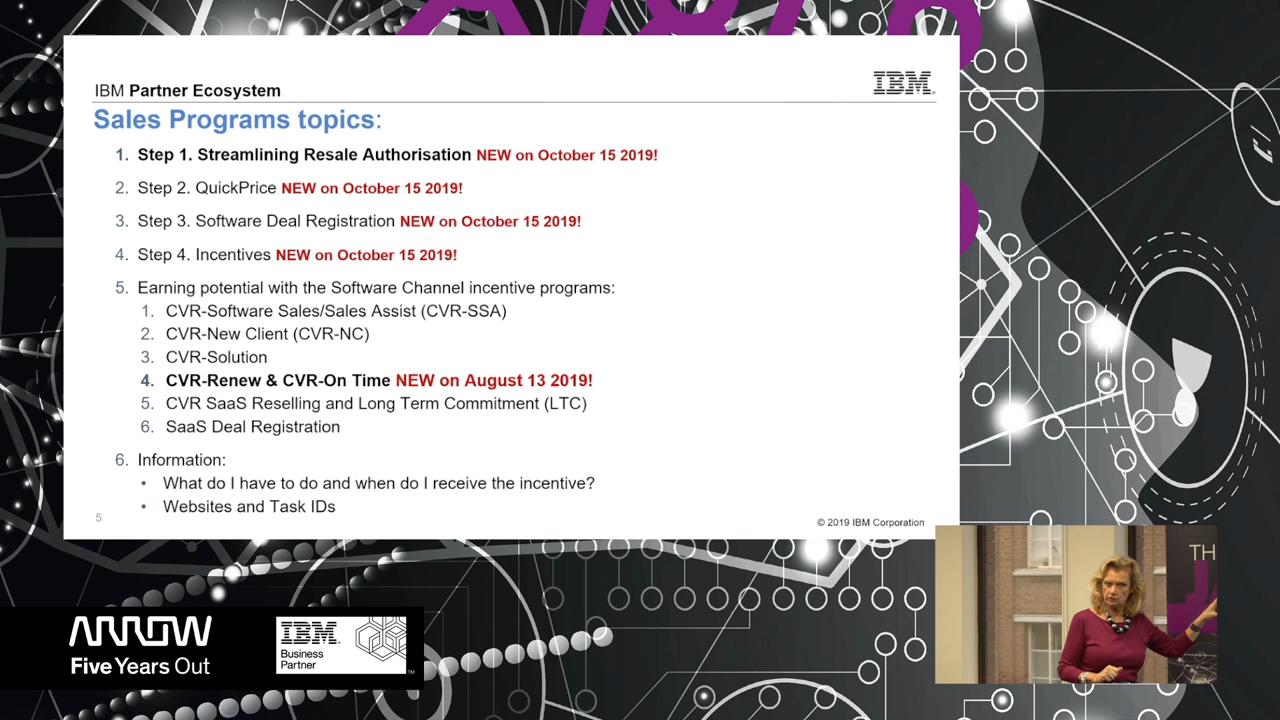 IBM Partner Ecosystem
IBM
Sales Programs topics:
1. Step 1. Streamlining Resale Authorisation NEW on October 15 2019!
2. Step 2. QuickPrice NEW on October 15 2019!
3. Step 3. Software Deal Registration NEW on October 15 2019!
4. Step 4. Incentives NEW on October 15 2019!
5. Earning potential with the Software Channel incentive programs:
1. CVR-Software Sales/Sales Assist (CVR-SSA)
2. CVR-New Client (CVR-NC)
3. CVR-Solution
4. CVR-Renew & CVR-On Time NEW on August 13 2019!
5. CVR SaaS Reselling and Long Term Commitment (LTC)
6. SaaS Deal Registration
6. Information:
• What do I have to do and when do I receive the incentive?
• Websites and Task IDs
5
© 2019 IBM Corporation
TH
ARROW
Five Years Out
IBM
Business
Partner
TM